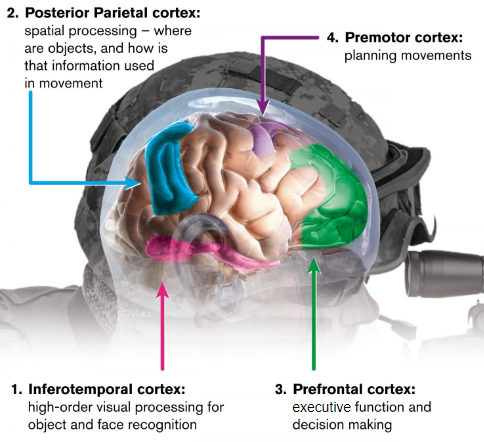 2. Posterior Parietal cortex:
spatial processing – where
are objects, and how is
that information used
in movement
4. Premotor cortex:
planning movements
1. Inferotemporal cortex:
high-order visual processing for
object and face recognition
3. Prefrontal cortex:
executive function and
decision making